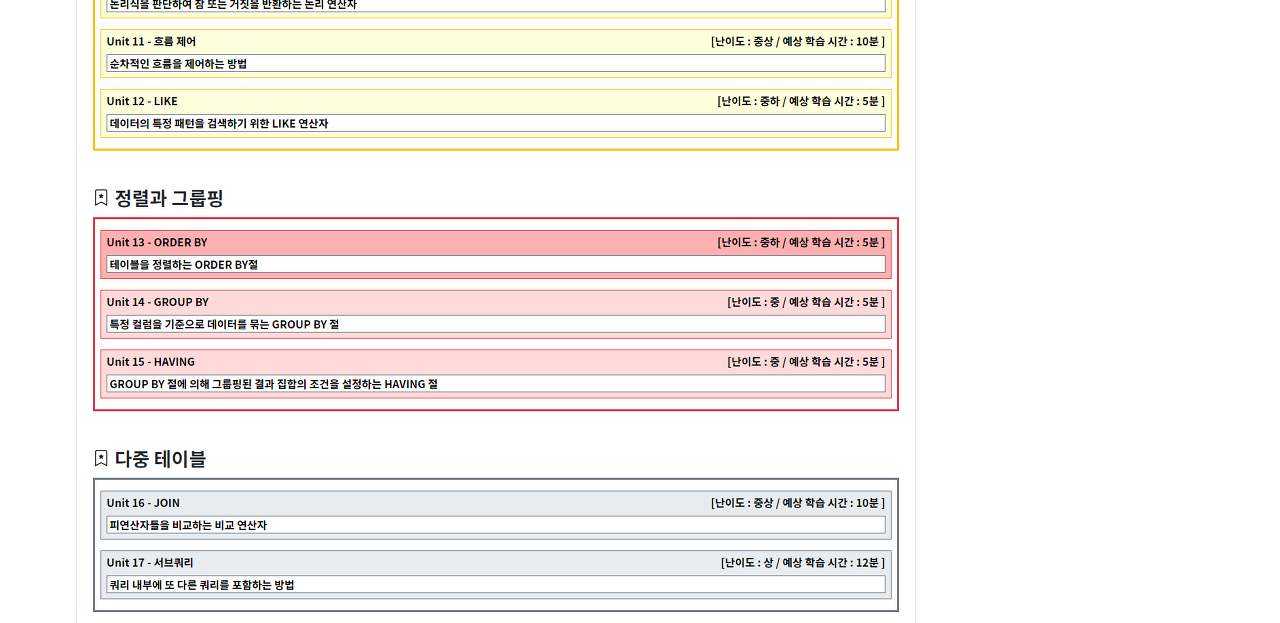 논리식을 판단하여 참 또는 거짓을 반환하는 논리 연산자
Unit 11 - 흐름 제어 [난이도 : 중상 / 예상 학습 시간 : 10분 ]
순차적인 흐름을 제어하는 방법
Unit 12 - LIKE [난이도 : 중하 / 예상 학습 시간 : 5분 ]
데이터의 특정 패턴을 검색하기 위한 LIKE 연산자
정렬과 그룹핑
Unit 13 - ORDER BY [난이도 : 중하 / 예상 학습 시간 : 5분 ]
테이블을 정렬하는 ORDER BY절
Unit 14 - GROUP BY [난이도 : 중 / 예상 학습 시간 : 5분 ]
특정 컬럼을 기준으로 데이터를 묶는 GROUP BY 절
Unit 15 - HAVING [난이도 : 중 / 예상 학습 시간 : 5분 ]
GROUP BY 절에 의해 그룹핑된 결과 집합의 조건을 설정하는 HAVING 절
다중 테이블
Unit 16 - JOIN [난이도 : 중상 / 예상 학습 시간 : 10분 ]
피연산자들을 비교하는 비교 연산자
Unit 17 - 서브쿼리 [난이도 : 상 / 예상 학습 시간 : 12분 ]
쿼리 내부에 또 다른 쿼리를 포함하는 방법